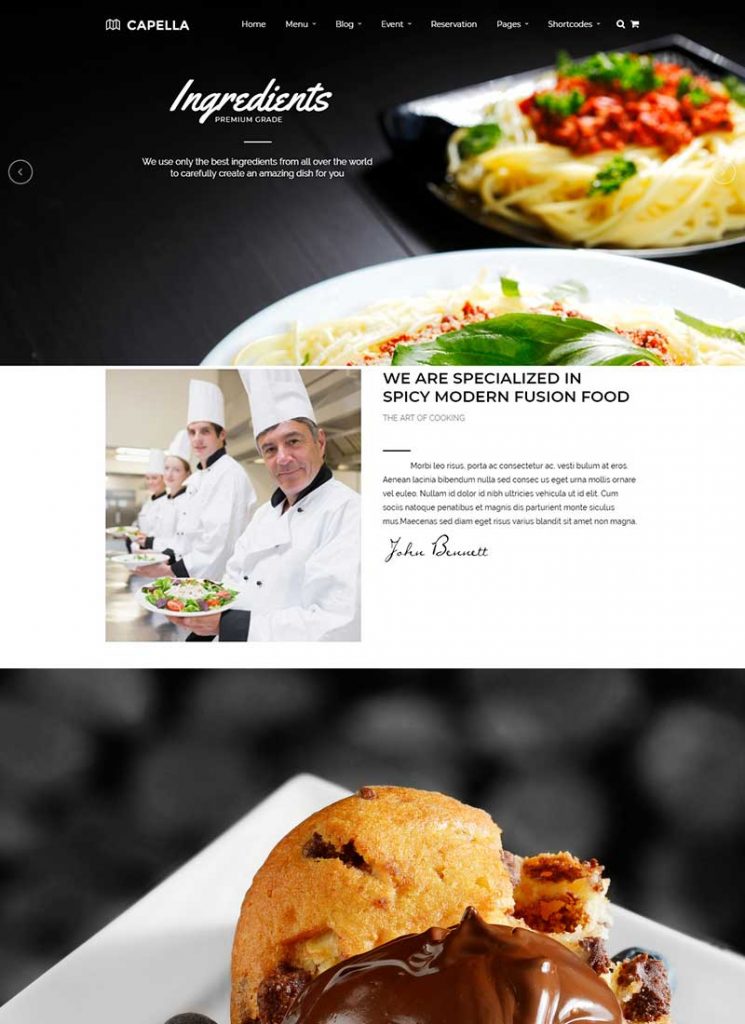 CAPELLA
Home Menu Blog Event Reservation Pages Shortcodes
Ingredients
PREMIUM GRADE
We use only the best ingredients from all over the world
to carefully create an amazing dish for you
WE ARE SPECIALIZED IN
SPICY MODERN FUSION FOOD
THE ART OF COOKING
Morbi leo risus, porta ac consectetur ac, vesti bulum at eros.
Aenean lacinia bibendum nulla sed consec us eget urna mollis ornare
vel euleo. Nullam id dolor id nibh ultricies vehicula ut id elit. Cum
sociis natoque penatibus et magnis dis parturient monte siculus
mus.Maecenas sed diam eget risus varius blandit sit amet non magna.
John Bennett